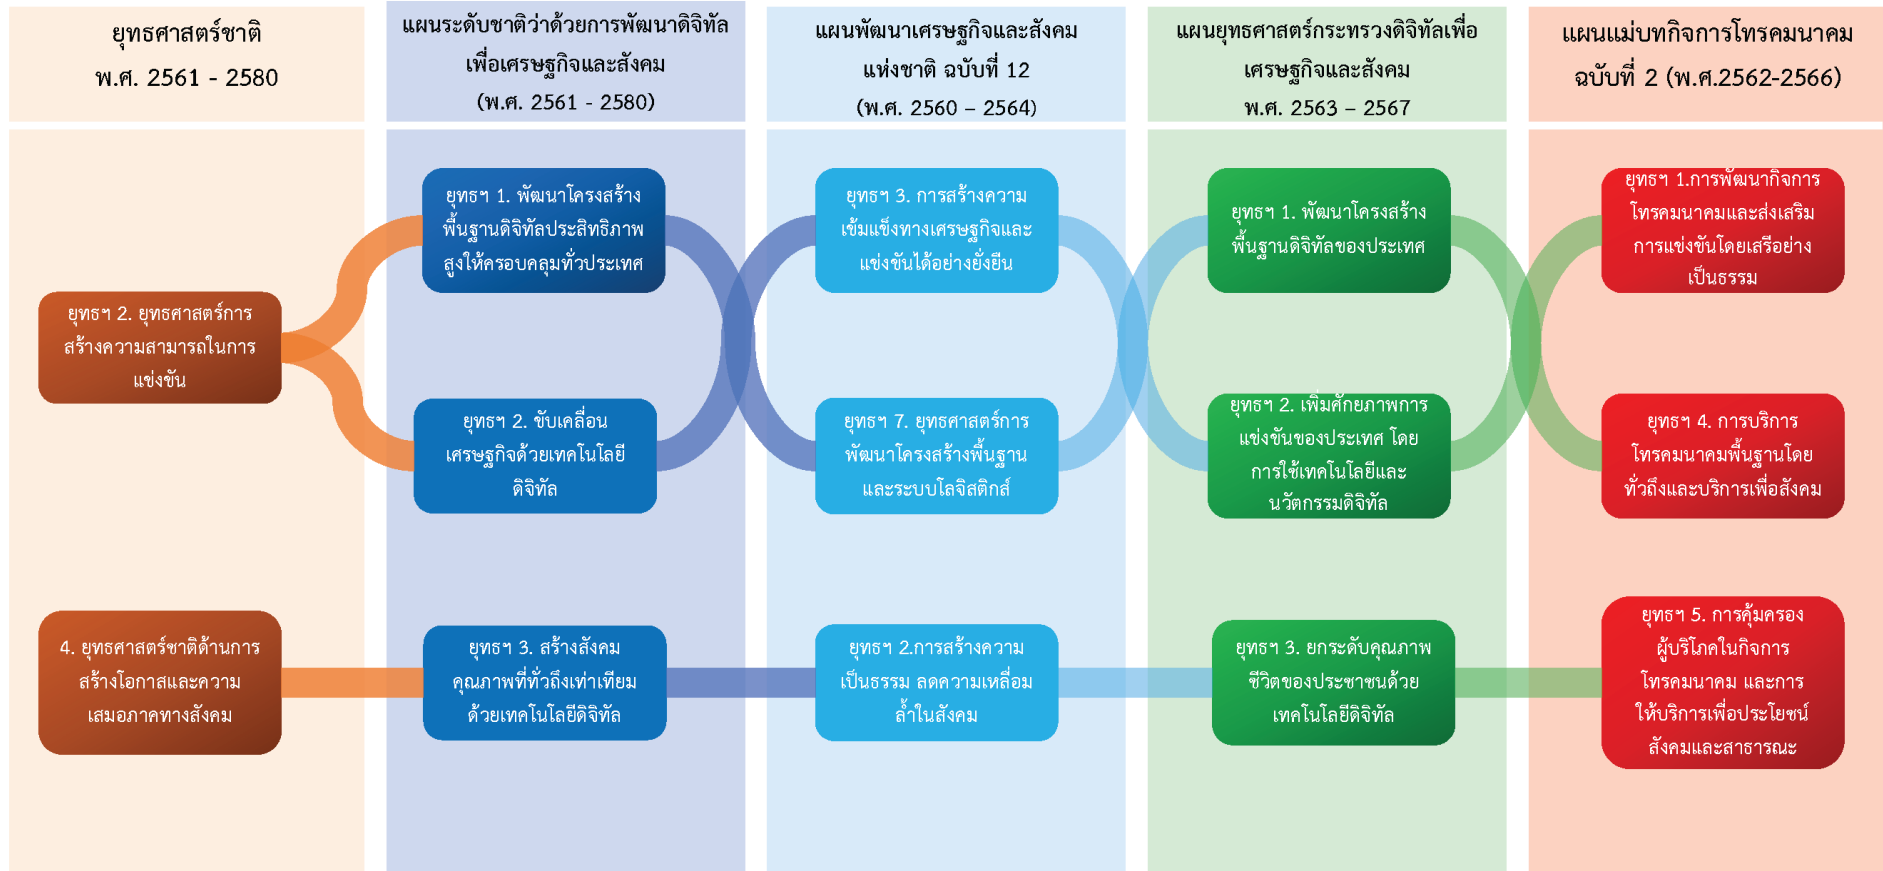 ยุทธศาสตร์ชาติ
พ.ศ. 2561 - 2580
แผนระดับชาติว่าด้วยการพัฒนาดิจิทัล
เพื่อเศรษฐกิจและสังคม
(พ.ศ. 2561 - 2580)
แผนพัฒนาเศรษฐกิจและสังคม
แห่งชาติ ฉบับที่ 12
(พ.ศ. 2560 – 2564)
แผนยุทธศาสตร์กระทรวงดิจิทัลเพื่อ
เศรษฐกิจและสังคม
พ.ศ. 2563 – 2567
แผนแม่บทกิจการโทรคมนาคม
ฉบับที่ 2 (พ.ศ.2562-2566)
ยุทธฯ 2. ยุทธศาสตร์การ
สร้างความสามารถในการ
แข่งขัน
4. ยุทธศาสตร์ชาติด้านการ
สร้างโอกาสและความ
เสมอภาคทางสังคม
ยุทธฯ 1. พัฒนาโครงสร้าง
พื้นฐานดิจิทัลประสิทธิภาพ
สูงให้ครอบคลุมทั่วประเทศ
ยุทธฯ 2. ขับเคลื่อน
เศรษฐกิจด้วยเทคโนโลยี
ดิจิทัล
ยุทธฯ 3. สร้างสังคม
คุณภาพที่ทั่วถึงเท่าเทียม
ด้วยเทคโนโลยีดิจิทัล
ยุทธฯ 3. การสร้างความ
เข้มแข็งทางเศรษฐกิจและ
แข่งขันได้อย่างยั่งยืน
ยุทธฯ 7. ยุทธศาสตร์การ
พัฒนาโครงสร้างพื้นฐาน
และระบบโลจิสติกส์
ยุทธฯ 2.การสร้างความ
เป็นธรรม ลดความเหลื่อม
ล้ำในสังคม
ยุทธฯ 1. พัฒนาโครงสร้าง
พื้นฐานดิจิทัลของประเทศ
ยุทธฯ 2. เพิ่มศักยภาพการ
แข่งขันของประเทศ โดย
การใช้เทคโนโลยีและ
นวัตกรรมดิจิทัล
ยุทธฯ 3. ยกระดับคุณภาพ
ชีวิตของประชาชนด้วย
เทคโนโลยีดิจิทัล
ยุทธฯ 1.การพัฒนากิจการ
โทรคมนาคมและส่งเสริม
การแข่งขันโดยเสรีอย่าง
เป็นธรรม
ยุทธฯ 4. การบริการ
โทรคมนาคมพื้นฐานโดย
ทั่วถึงและบริการเพื่อสังคม
ยุทธฯ 5. การคุ้มครอง
ผู้บริโภคในกิจการ
โทรคมนาคม และการ
ให้บริการเพื่อประโยชน์
สังคมและสาธารณะ